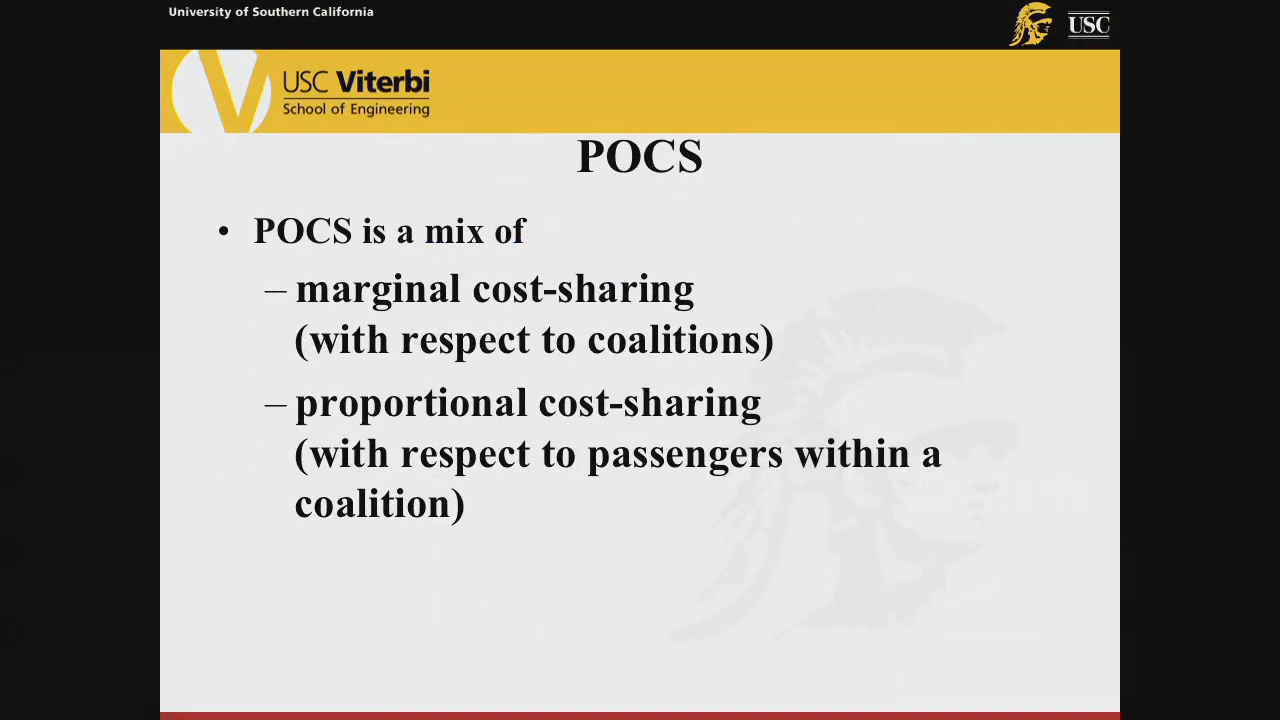 University of Southern California
USC
USC Viterbi
School of Engineering
POCS
• POCS is a mix of
– marginal cost-sharing
(with respect to coalitions)
– proportional cost-sharing
(with respect to passengers within a
coalition)